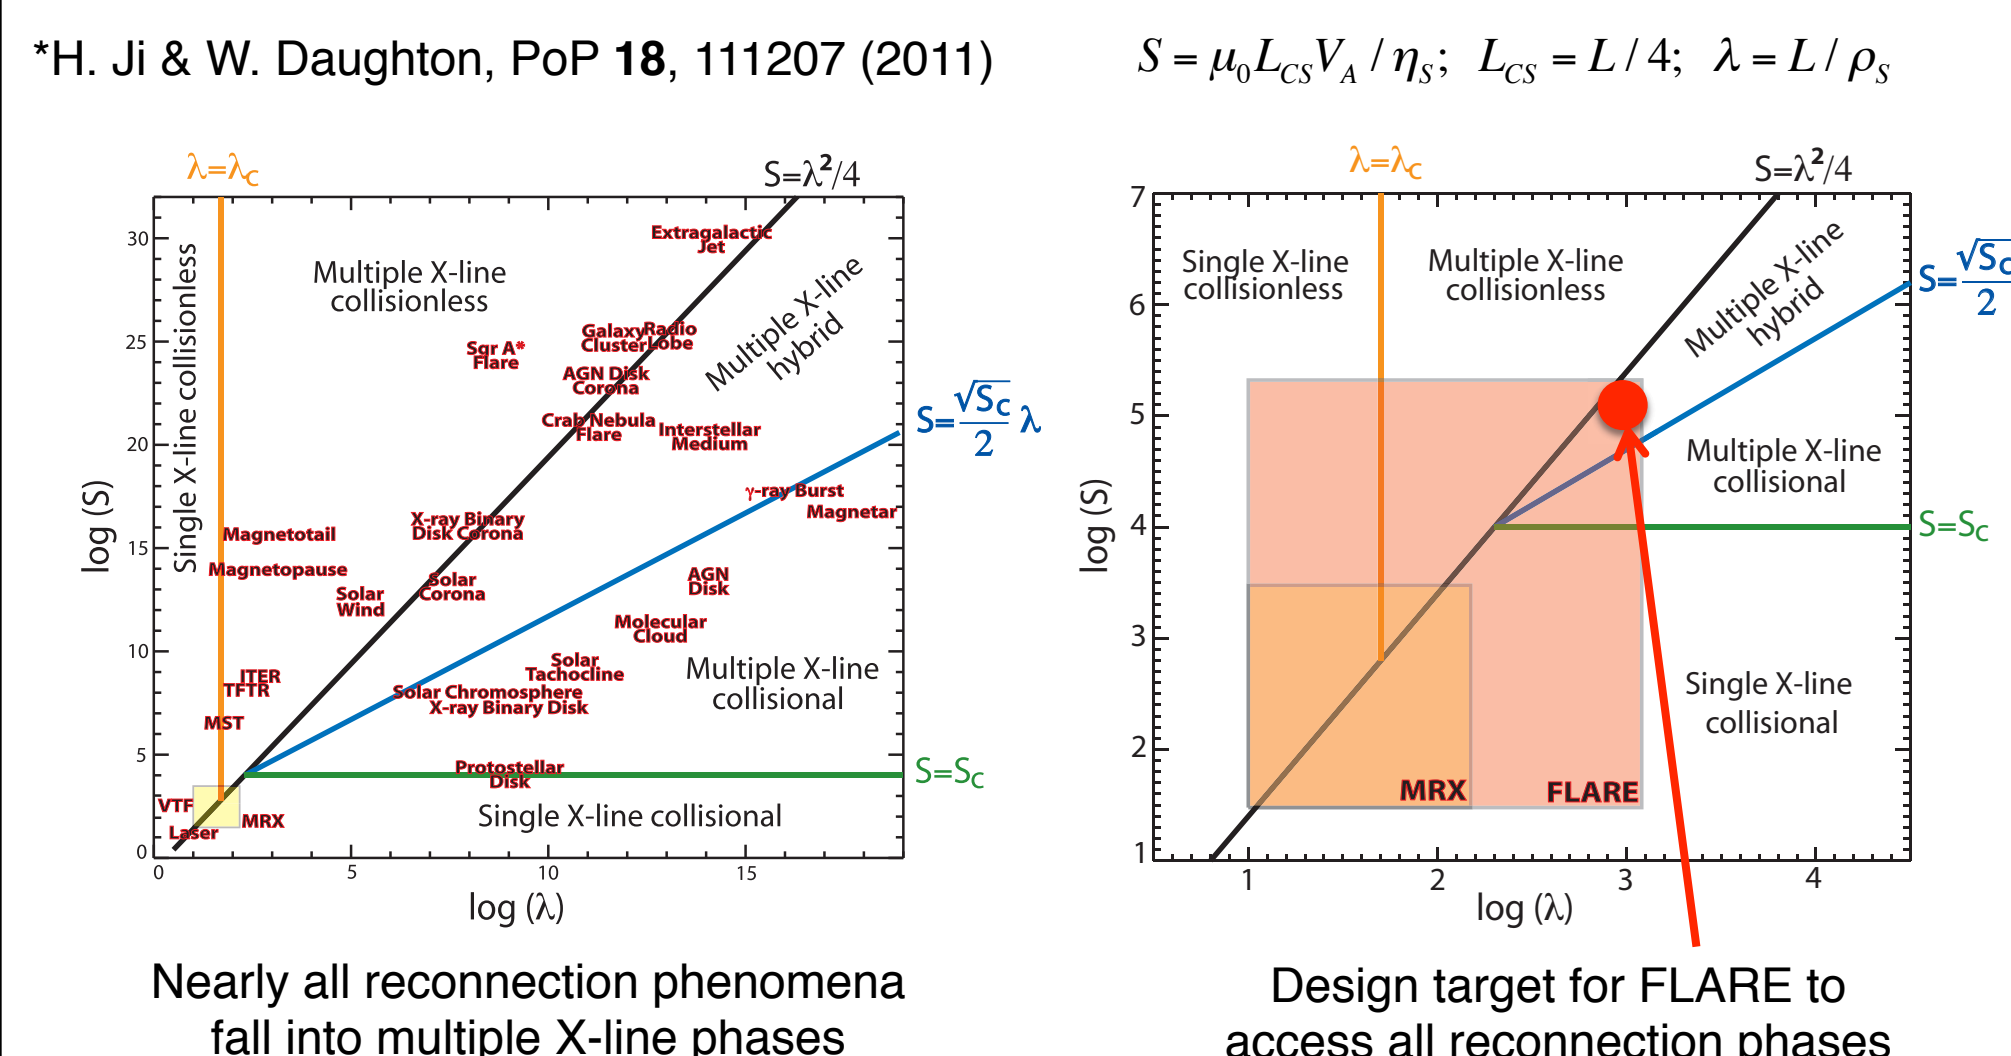 *H. Ji & W. Daughton, PoP 18, 111207 (2011)
S = μ₀L_CS V_A / η_S; L_CS = L / 4; λ = L / ρ_S
λ=λc
S=λ²/4
30
25
20
15
10
5
0
log (S)
Single X-line collisionless
Multiple X-line
collisionless
Extragalactic
Jet
Multiple X-line
hybrid
Galaxy
Cluster
Radio
Lobe
Sgr A*
Flare
AGN Disk
Corona
Crab Nebula
Flare
Interstellar
Medium
S=√Sc/2 λ
γ-ray Burst
Magnetar
X-ray Binary
Disk Corona
Magnetotail
Magnetopause
Solar
Wind
Solar
Corona
AGN
Disk
Molecular
Cloud
Solar
Tachocline
ITER
TFTR
Solar Chromosphere
X-ray Binary Disk
Multiple X-line
collisional
MST
Protostellar
Disk
S=Sc
VTF
MRX
Laser
Single X-line collisional
0
5
10
15
log (λ)
Nearly all reconnection phenomena
fall into multiple X-line phases
λ=λc
S=λ²/4
7
6
5
4
3
2
1
log (S)
Single X-line
collisionless
Multiple X-line
collisionless
Multiple X-line
hybrid
S=√Sc/2
Multiple X-line
collisional
S=Sc
Single X-line
collisional
MRX
FLARE
1
2
3
4
log (λ)
Design target for FLARE to
access all reconnection phases